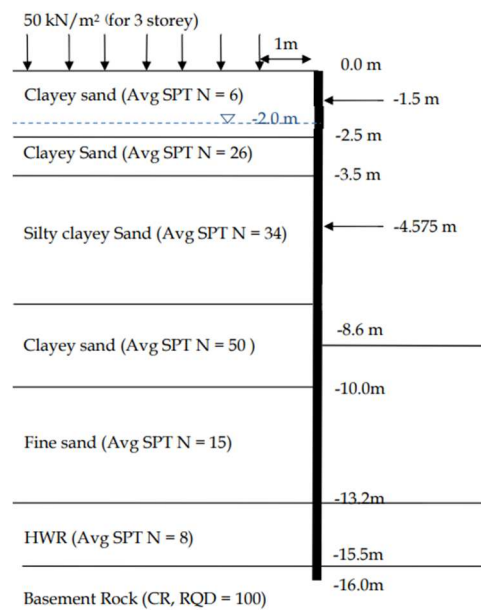 50 kN/m² (for 3 storey)
1m
0.0 m
Clayey sand (Avg SPT N = 6)
-1.5 m
-2.0 m
-2.5 m
Clayey Sand (Avg SPT N = 26)
-3.5 m
Silty clayey Sand (Avg SPT N = 34)
-4.575 m
-8.6 m
Clayey sand (Avg SPT N = 50 )
-10.0m
Fine sand (Avg SPT N = 15)
-13.2m
HWR (Avg SPT N = 8)
-15.5m
-16.0m
Basement Rock (CR, RQD = 100)